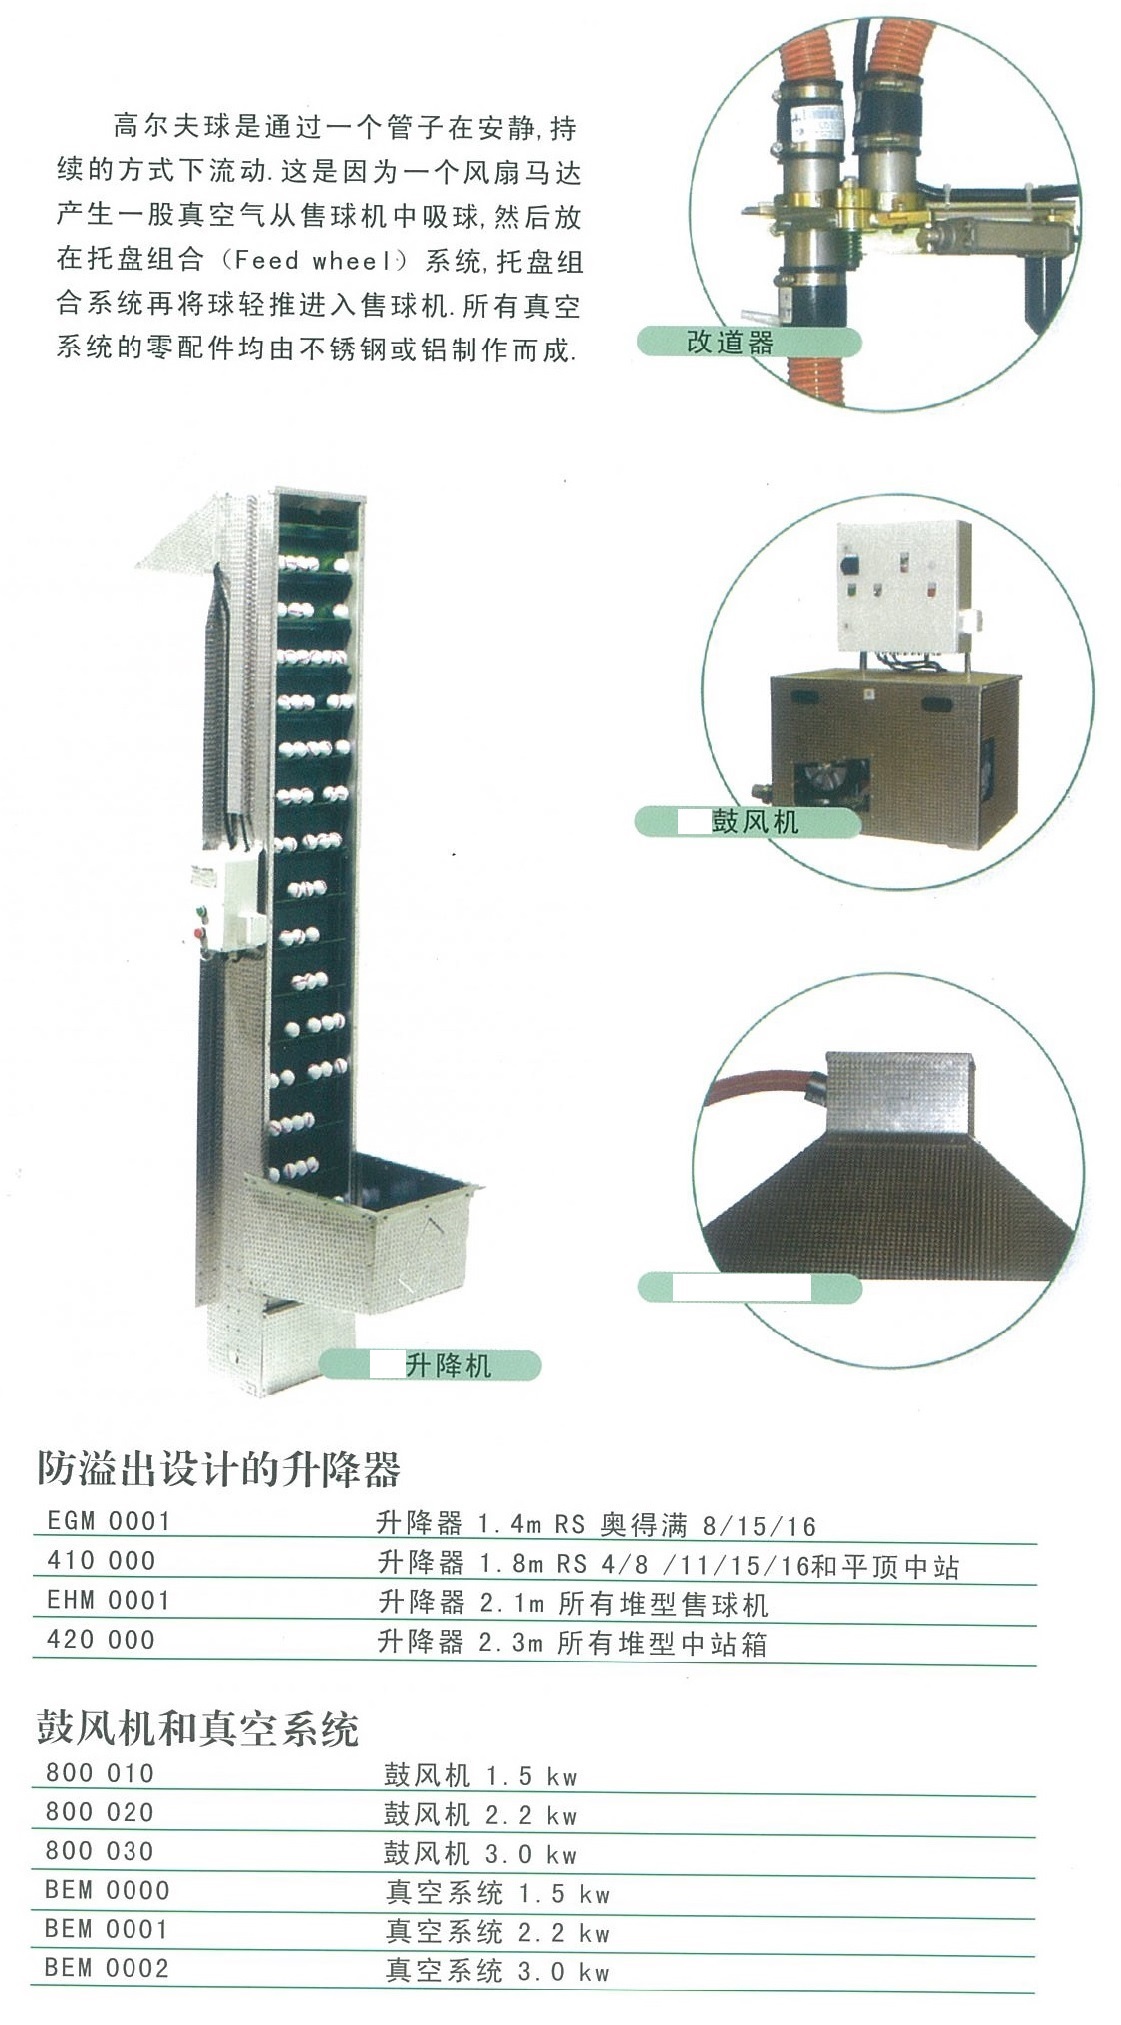 高尔夫球是通过一个管子在安静,持
续的方式下流动.这是因为一个风扇马达
产生一股真空气从售球机中吸球,然后放
在托盘组合（Feed wheel）系统,托盘组
合系统再将球轻推进入售球机.所有真空
系统的零配件均由不锈钢或铝制作而成.
改道器
鼓风机
升降机
防溢出设计的升降器
EGM 0001 升降器 1.4m RS 奥得满 8/15/16
410 000 升降器 1.8m RS 4/8 /11/15/16和平顶中站
EHM 0001 升降器 2.1m 所有堆型售球机
420 000 升降器 2.3m 所有堆型中站箱
鼓风机和真空系统
800 010 鼓风机 1.5 kw
800 020 鼓风机 2.2 kw
800 030 鼓风机 3.0 kw
BEM 0000 真空系统 1.5 kw
BEM 0001 真空系统 2.2 kw
BEM 0002 真空系统 3.0 kw